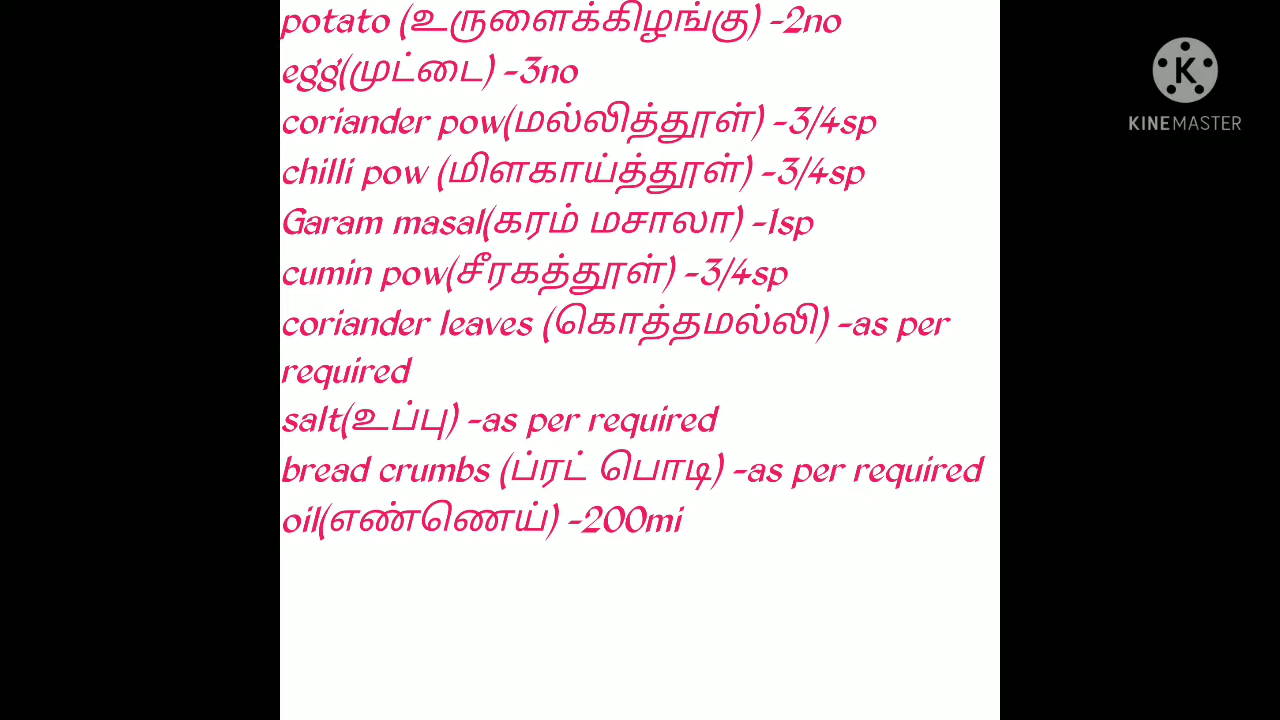 potato (உருளைக்கிழங்கு) -2no
egg(முட்டை) -3no
coriander pow(மல்லித்தூள்) -3/4sp
chilli pow (மிளகாய்த்தூள்) -3/4sp
Garam masal(கரம் மசாலா) -1sp
cumin pow(சீரகத்தூள்) -3/4sp
coriander leaves (கொத்தமல்லி) -as per
required
salt(உப்பு) -as per required
bread crumbs (ப்ரட் பொடி) -as per required
oil(எண்ணெய்) -200mi
K
KINEMASTER